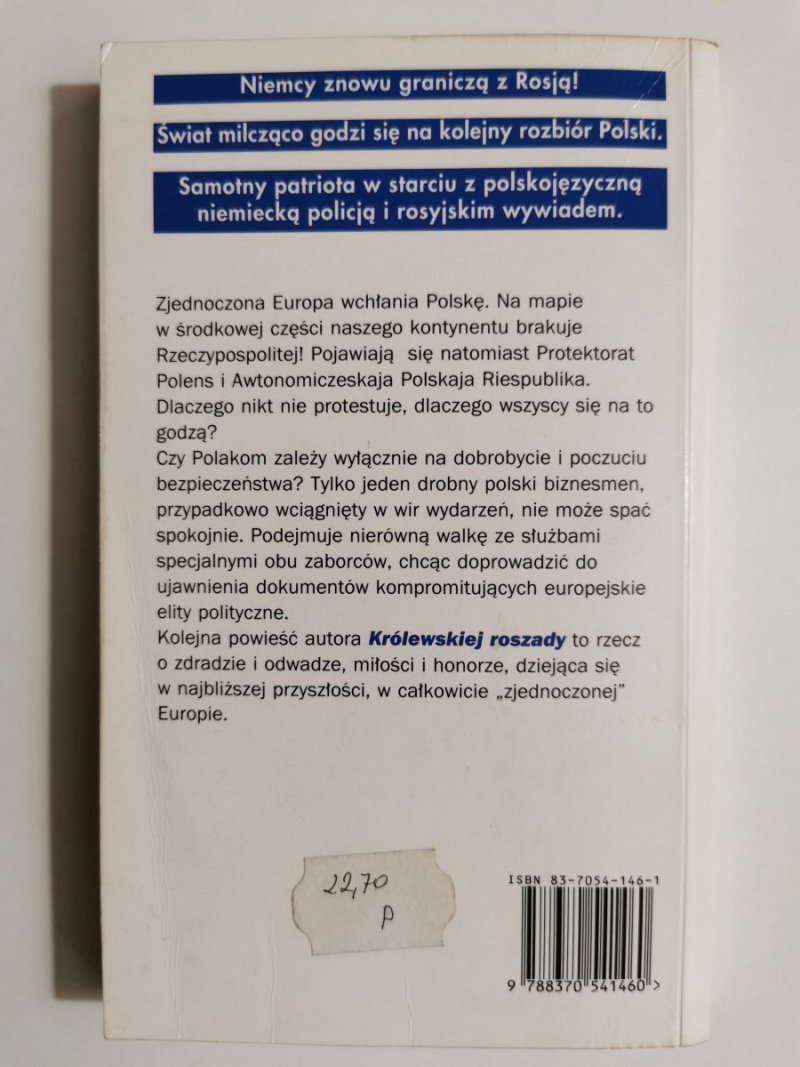 Niemcy znowu graniczą z Rosją!
Świat milcząco godzi się na kolejny rozbiór Polski.
Samotny patriota w starciu z polskojęzyczną
niemiecką policją i rosyjskim wywiadem.
Zjednoczona Europa wchłania Polskę. Na mapie
w środkowej części naszego kontynentu brakuje
Rzeczypospolitej! Pojawiają się natomiast Protektorat
Polens i Awtonomiczeskaja Polskaja Riespublika.
Dlaczego nikt nie protestuje, dlaczego wszyscy się na to
godzą?
Czy Polakom zależy wyłącznie na dobrobycie i poczuciu
bezpieczeństwa? Tylko jeden drobny polski biznesmen,
przypadkowo wciągnięty w wir wydarzeń, nie może spać
spokojnie. Podejmuje nierówną walkę ze służbami
specjalnymi obu zaborców, chcąc doprowadzić do
ujawnienia dokumentów kompromitujących europejskie
elity polityczne.
Kolejna powieść autora Królewskiej roszady to rzecz
o zdradzie i odwadze, miłości i honorze, dziejąca się
w najbliższej przyszłości, w całkowicie „zjednoczonej”
Europie.
22,70
P
ISBN 83-7054-146-1
9 788370 541460 >